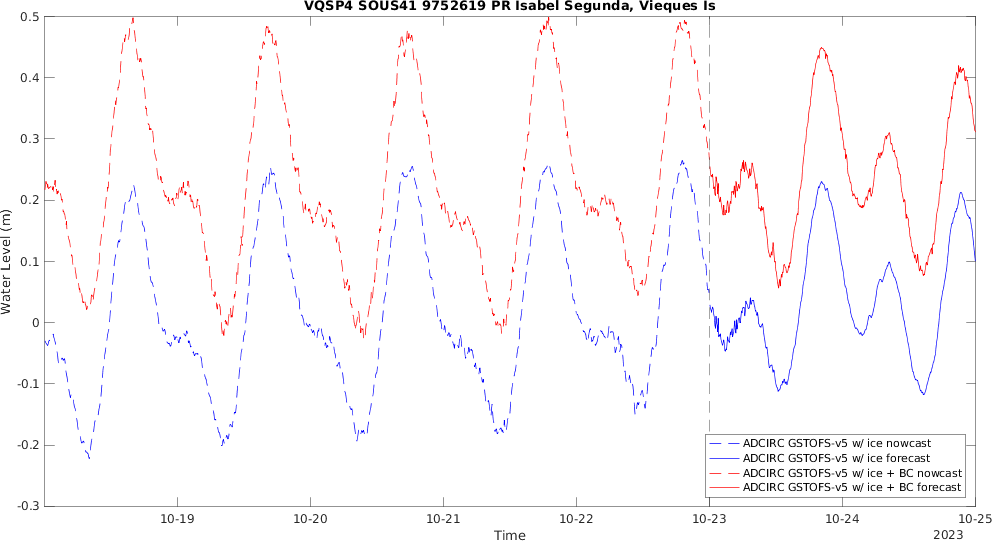 VQSP4 SOUS41 9752619 PR Isabel Segunda, Vieques Is
0.5
0.4
0.3
0.2
0.1
0
-0.1
-0.2
-0.3
Water Level (m)
10-19 10-20 10-21 10-22 10-23 10-24 10-25
Time
2023
ADCIRC GSTOFS-v5 w/ ice nowcast
ADCIRC GSTOFS-v5 w/ ice forecast
ADCIRC GSTOFS-v5 w/ ice + BC nowcast
ADCIRC GSTOFS-v5 w/ ice + BC forecast